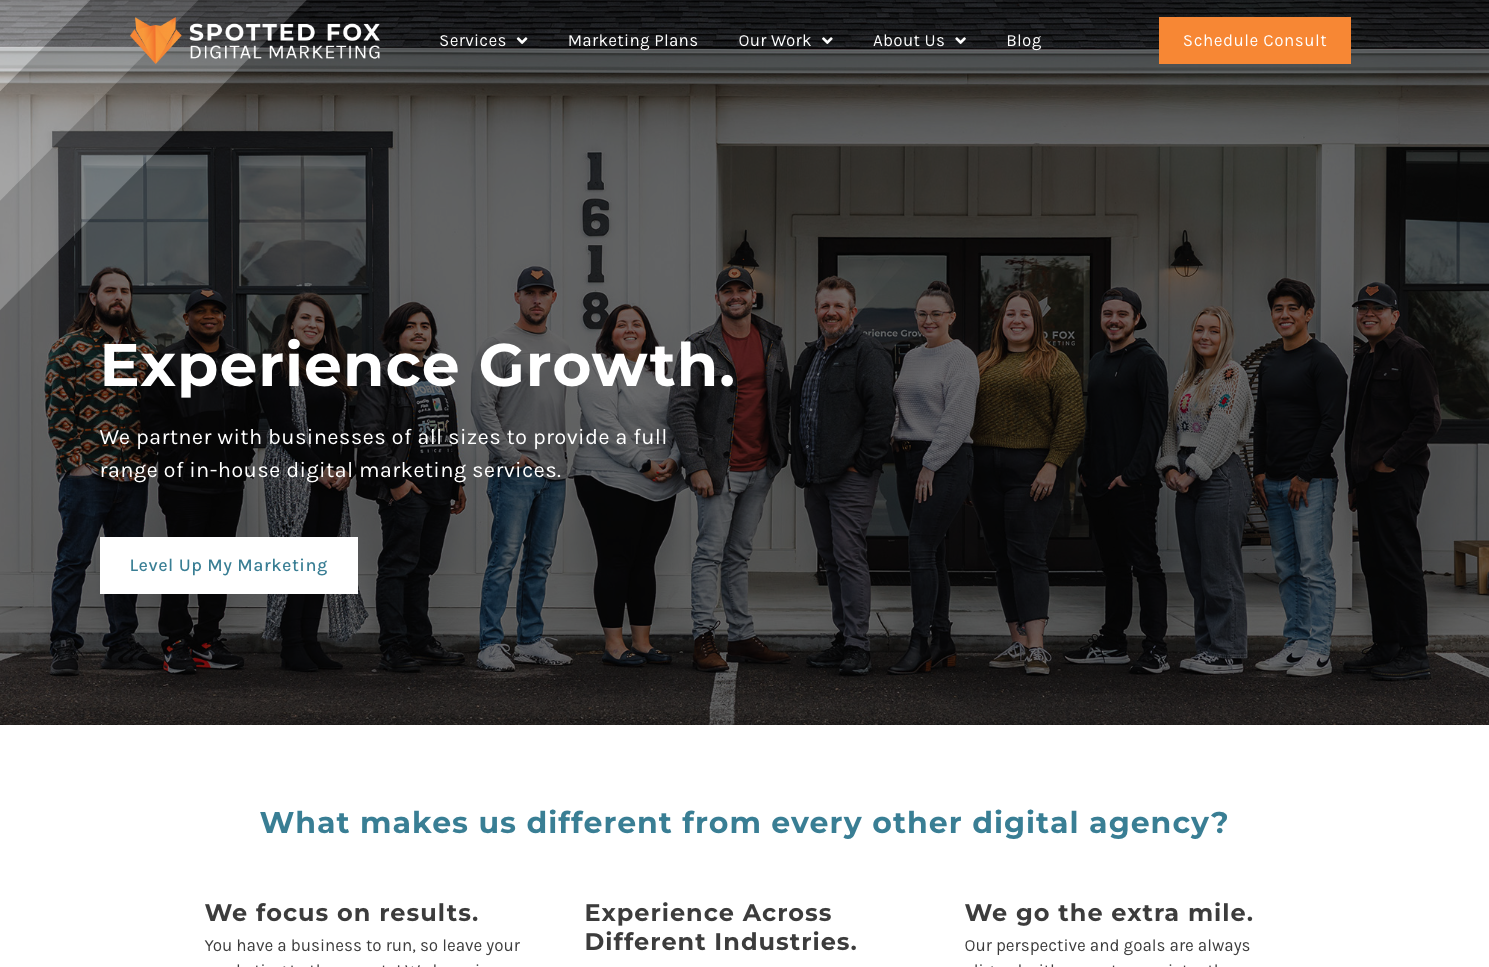 SPOTTED FOX
DIGITAL MARKETING
Services
Marketing Plans
Our Work
About Us
Blog
Schedule Consult
1618
Experience Growth.
We partner with businesses of all sizes to provide a full
range of in-house digital marketing services.
Level Up My Marketing
What makes us different from every other digital agency?
We focus on results.
You have a business to run, so leave your
Experience Across
Different Industries.
We go the extra mile.
Our perspective and goals are always